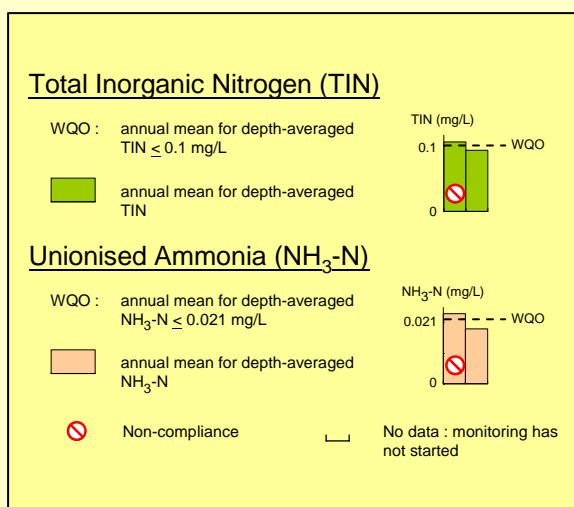 Total Inorganic Nitrogen (TIN)
WQO : annual mean for depth-averaged
TIN ≤ 0.1 mg/L
annual mean for depth-averaged
TIN
TIN (mg/L)
0.1
WQO
0
Unionised Ammonia (NH₃-N)
WQO : annual mean for depth-averaged
NH₃-N ≤ 0.021 mg/L
annual mean for depth-averaged
NH₃-N
NH₃-N (mg/L)
0.021
WQO
0
Non-compliance
No data : monitoring has
not started